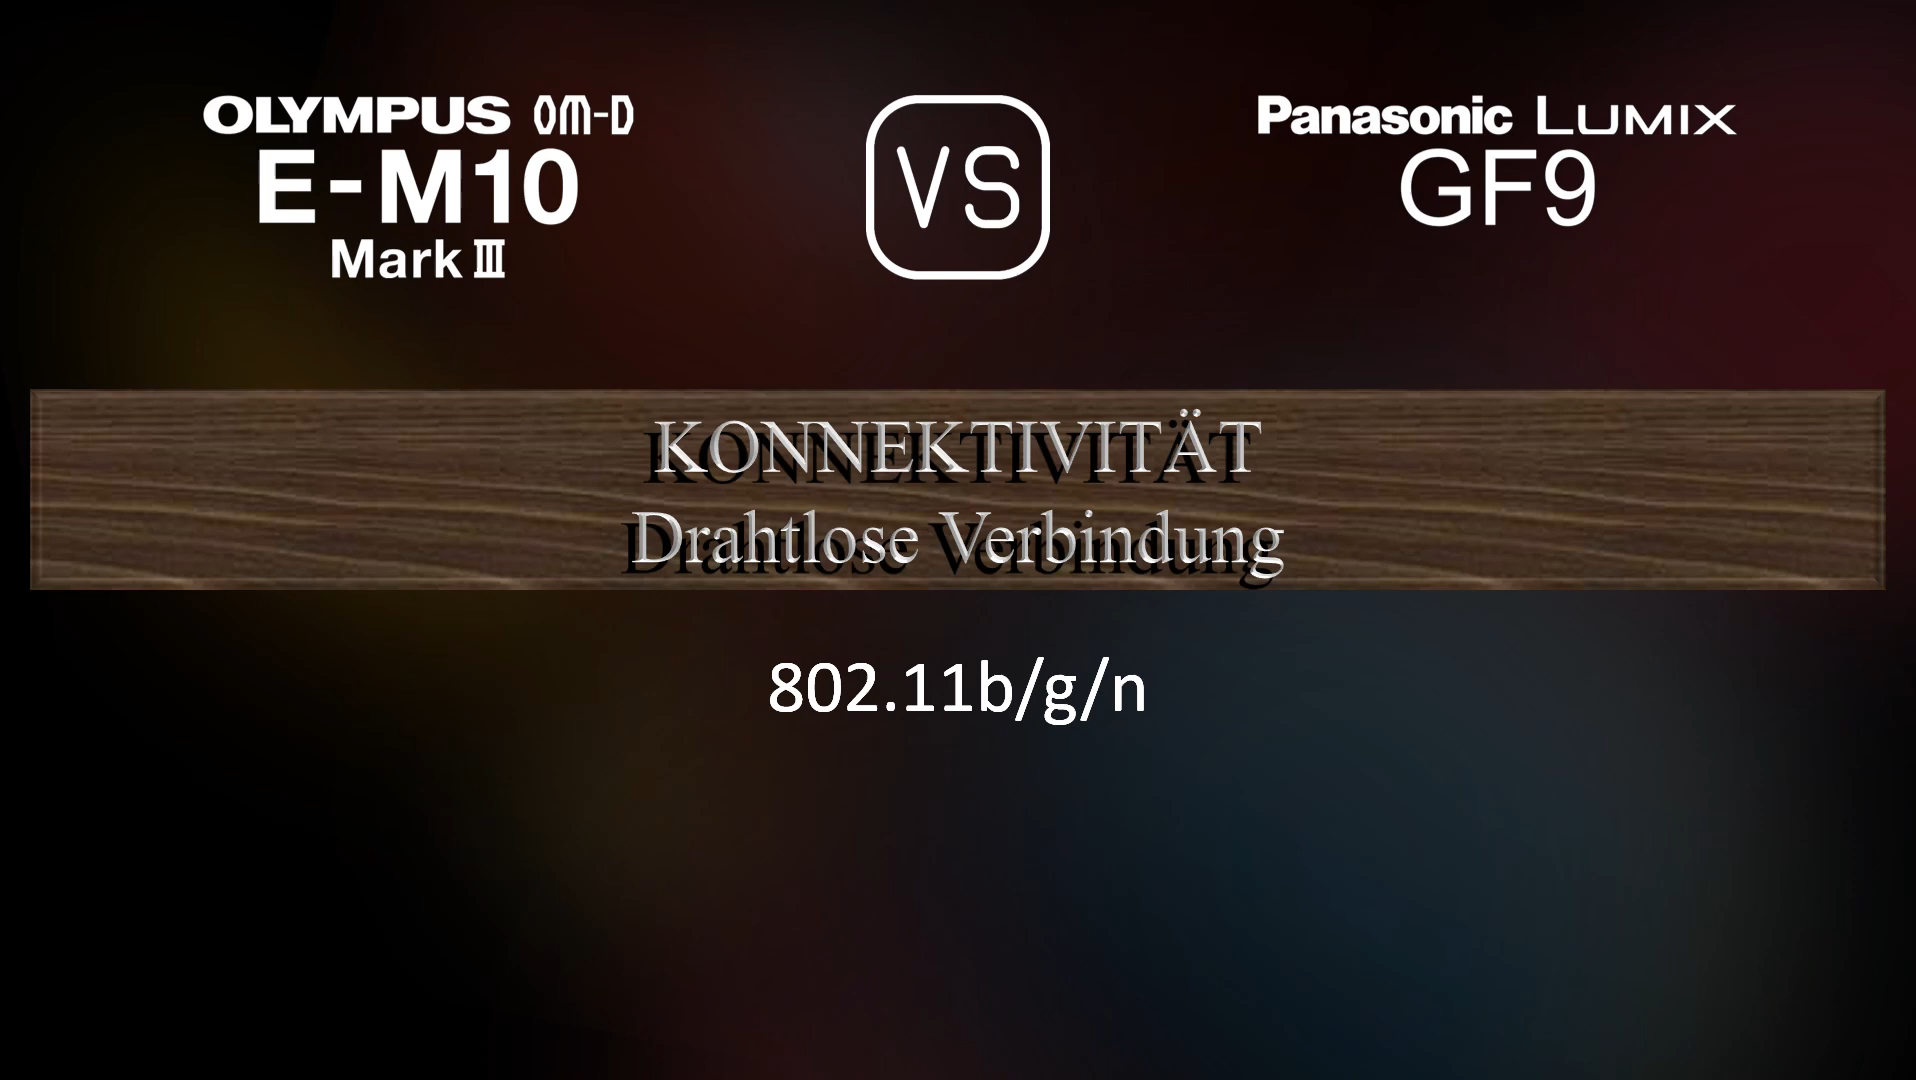 OLYMPUS OM-D
E-M10
Mark III
VS
Panasonic LUMIX
GF9
KONNEKTIVITÄT
Drahtlose Verbindung
802.11b/g/n